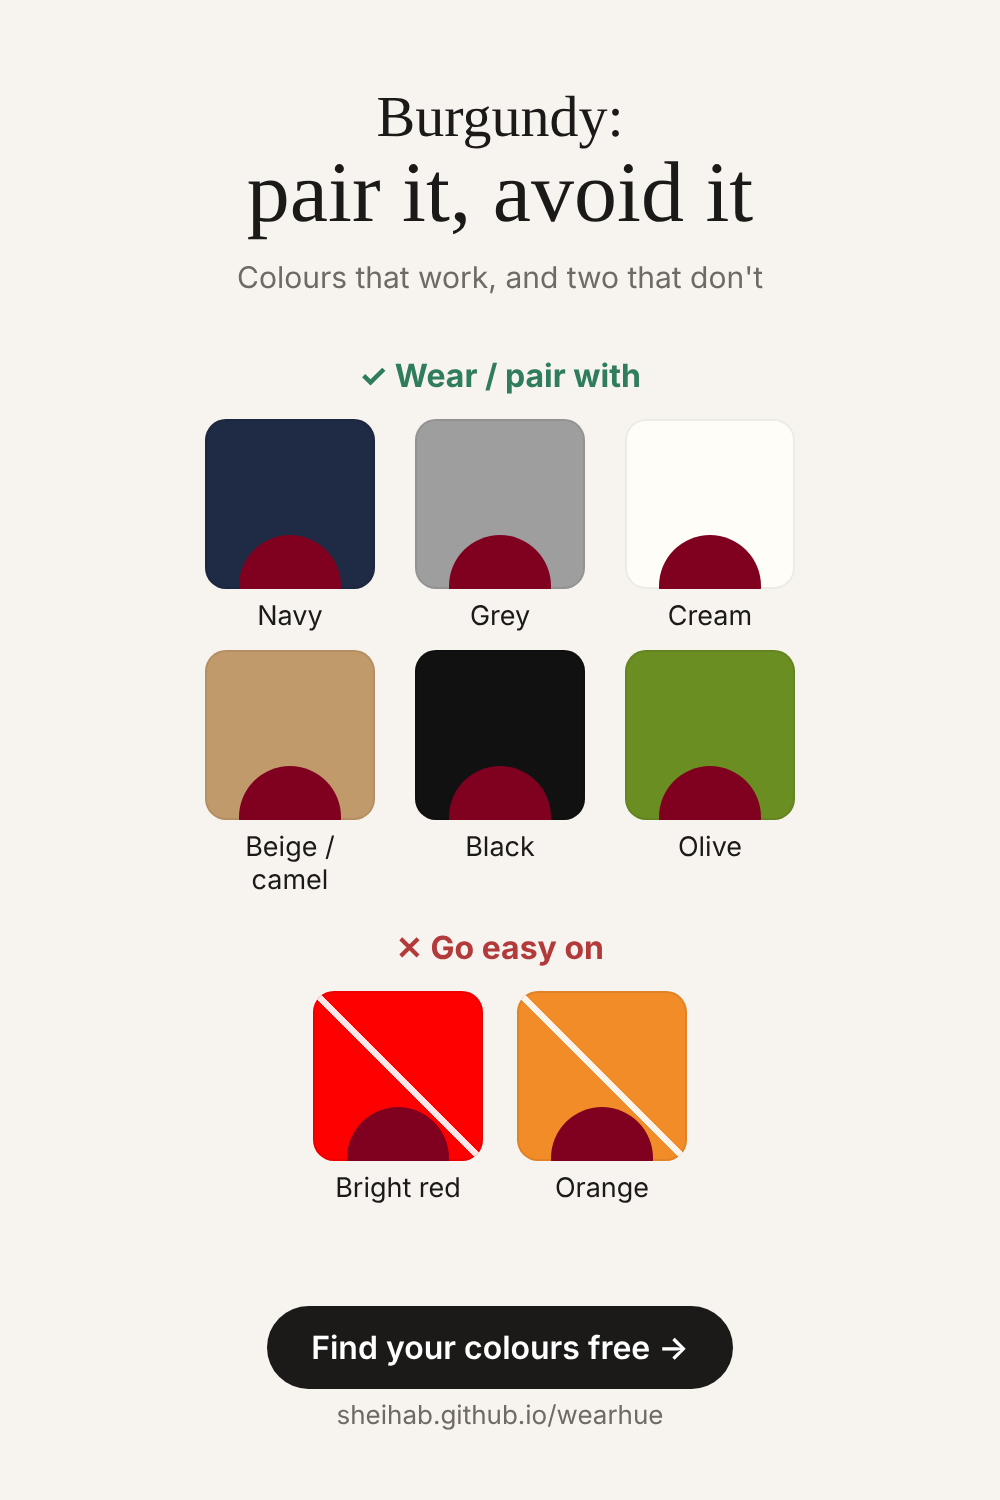 Burgundy:
pair it, avoid it
Colours that work, and two that don't
✓ Wear / pair with
Navy
Grey
Cream
Beige /
camel
Black
Olive
✕ Go easy on
Bright red
Orange
Find your colours free →
sheihab.github.io/wearhue